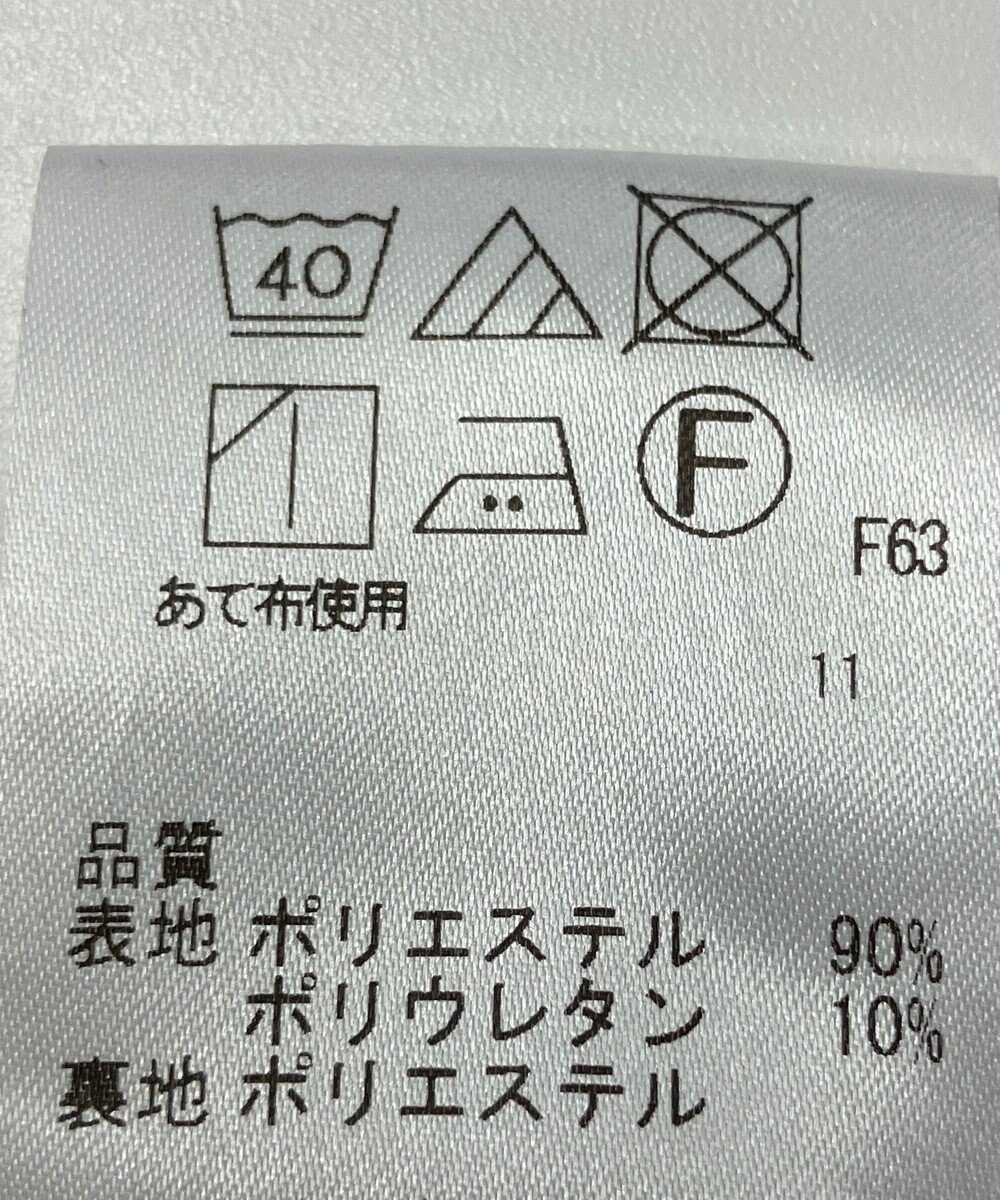 40
F
F63
あて布使用
11
品質
表地 ポリエステル 90%
ポリウレタン 10%
裏地 ポリエステル